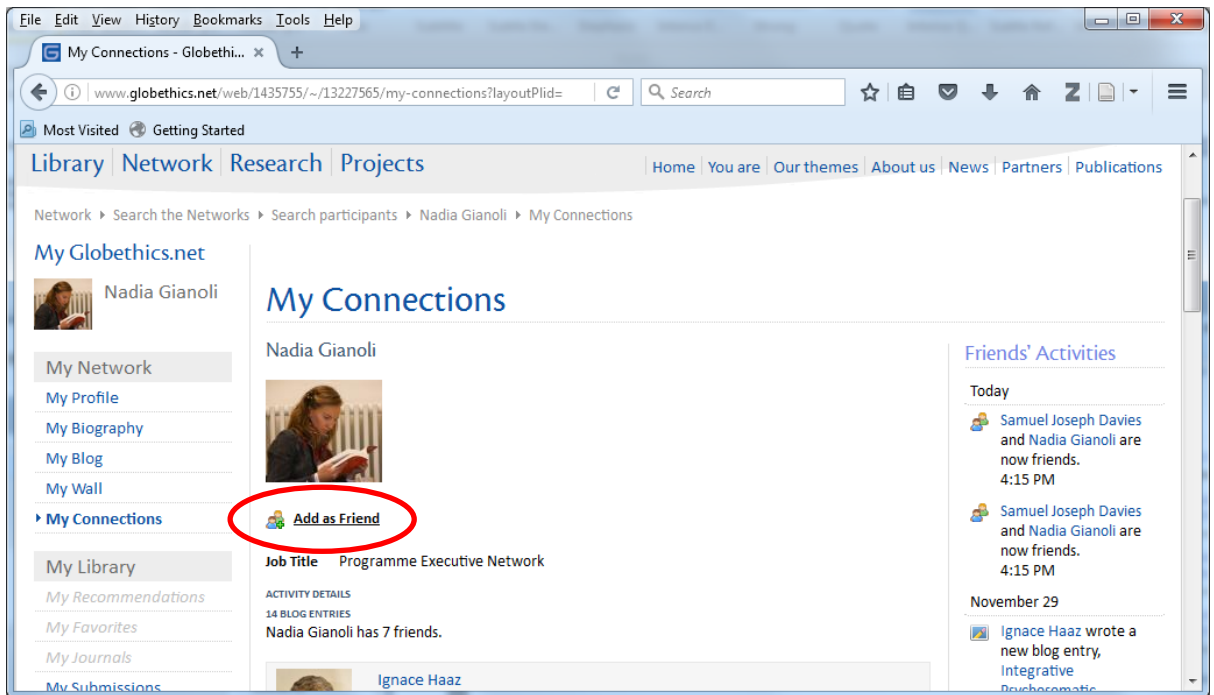 File Edit View History Bookmarks Tools Help
My Connections - Globethi... × +
www.globethics.net/web/1435755/~/13227565/my-connections?layoutPlid=
Search
Most Visited Getting Started
Library Network Research Projects
Home You are Our themes About us News Partners Publications
Network Search the Networks Search participants Nadia Gianoli My Connections
My Globethics.net
Nadia Gianoli
My Network
My Profile
My Biography
My Blog
My Wall
My Connections
My Library
My Recommendations
My Favorites
My Journals
My Submissions
My Connections
Nadia Gianoli
Add as Friend
Job Title Programme Executive Network
ACTIVITY DETAILS
14 BLOG ENTRIES
Nadia Gianoli has 7 friends.
Ignace Haaz
Friends' Activities
Today
Samuel Joseph Davies
and Nadia Gianoli are
now friends.
4:15 PM
Samuel Joseph Davies
and Nadia Gianoli are
now friends.
4:15 PM
November 29
Ignace Haaz wrote a
new blog entry,
Integrative
Psychosomatic